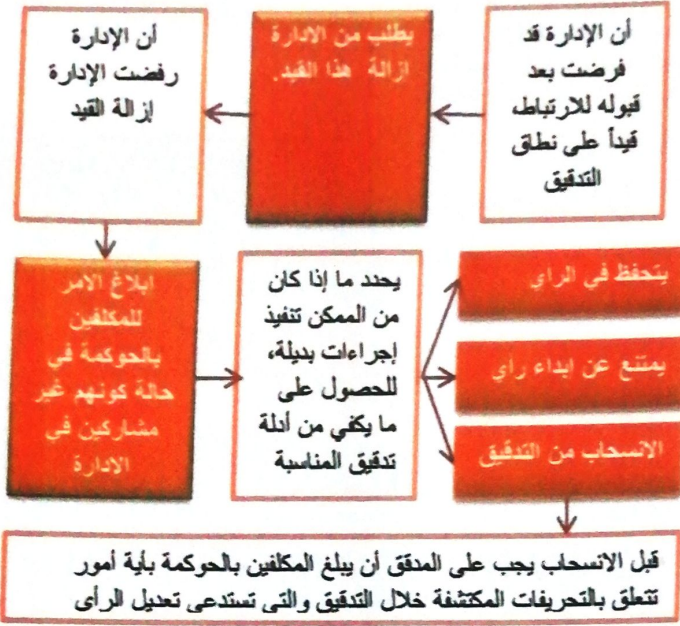 أن الإدارة قد
فرضت بعد
قبوله للارتباط،
قيداً على نطاق
التدقيق
يطلب من الادارة
ازالة هذا القيد.
أن الإدارة
رفضت الإدارة
إزالة القيد
ابلاغ الامر
للمكلفين
بالحوكمة في
حالة كونهم غير
مشاركين في
الادارة
يحدد ما إذا كان
من الممكن تنفيذ
إجراءات بديلة،
للحصول على
ما يكفي من أدلة
تدقيق المناسبة
يتحفظ في الراي
يمتنع عن ابداء راي
الانسحاب من التدقيق
قبل الانسحاب يجب على المدقق أن يبلغ المكلفين بالحوكمة بأية أمور
تتعلق بالتحريفات المكتشفة خلال التدقيق والتي تستدعي تعديل الرأي